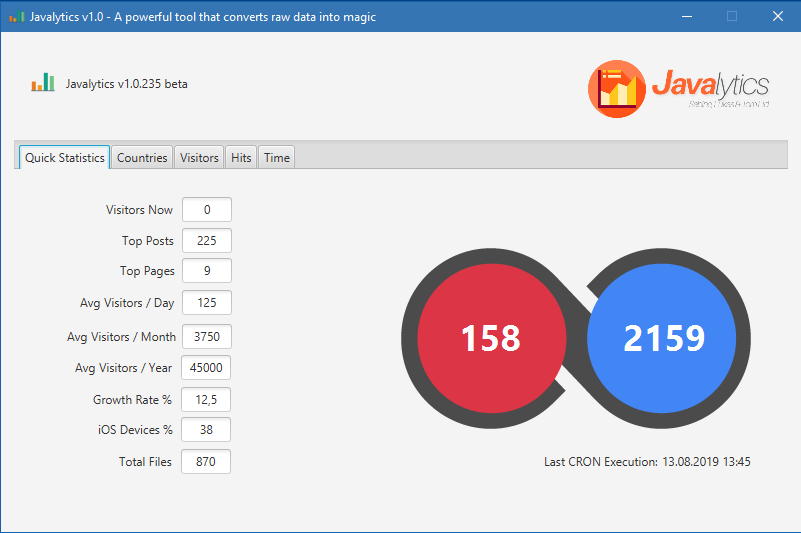 Javalytics v1.0 - A powerful tool that converts raw data into magic
Javalytics v1.0.235 beta
Javalytics
Quick Statistics Countries Visitors Hits Time
Visitors Now 0
Top Posts 225
Top Pages 9
Avg Visitors / Day 125
Avg Visitors / Month 3750
Avg Visitors / Year 45000
Growth Rate % 12,5
iOS Devices % 38
Total Files 870
158 2159
Last CRON Execution: 13.08.2019 13:45